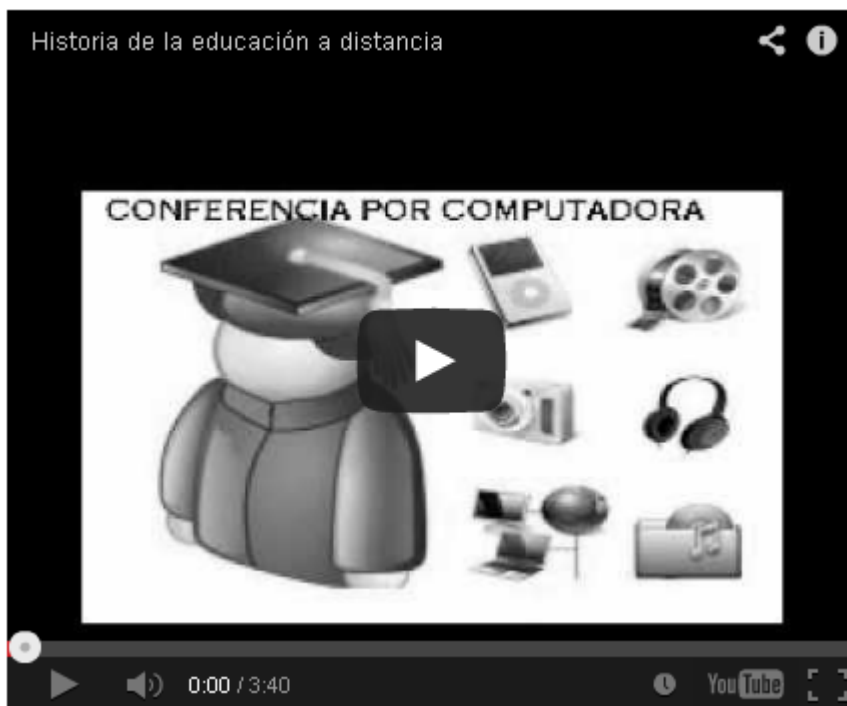 Historia de la educación a distancia
CONFERENCIA POR COMPUTADORA
0:00 / 3:40
YouTube